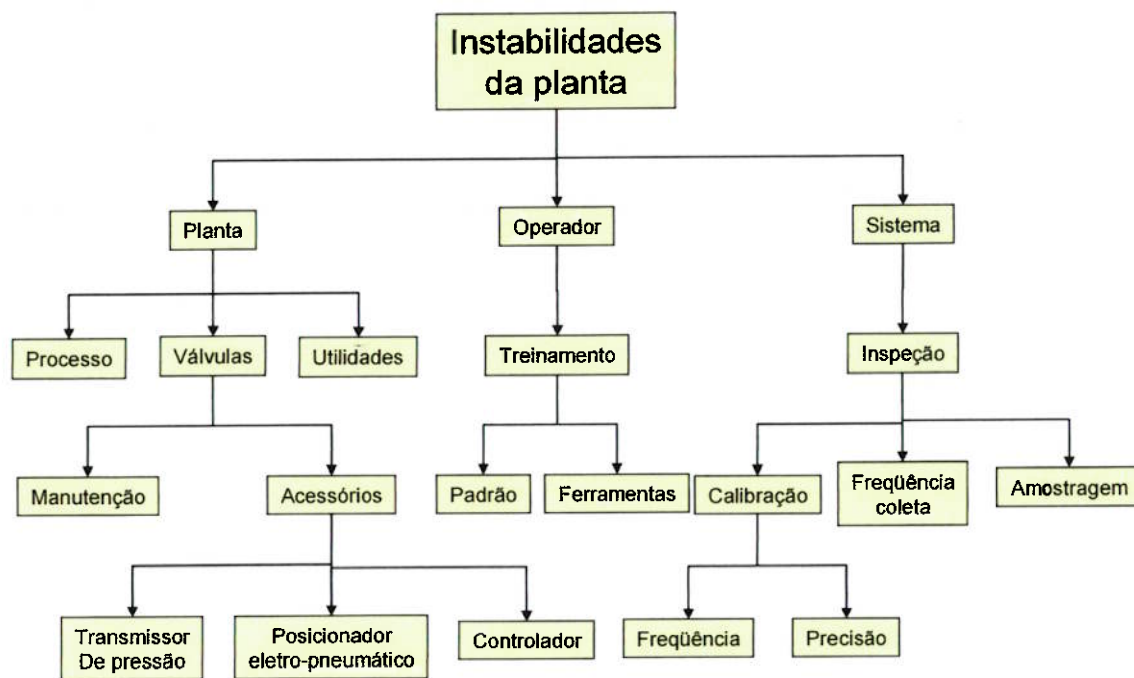 Instabilidades
da planta
Planta
Operador
Sistema
Processo
Válvulas
Utilidades
Treinamento
Inspeção
Manutenção
Acessórios
Padrão
Ferramentas
Calibração
Freqüência
coleta
Amostragem
Transmissor
De pressão
Posicionador
eletro-pneumático
Controlador
Freqüência
Precisão